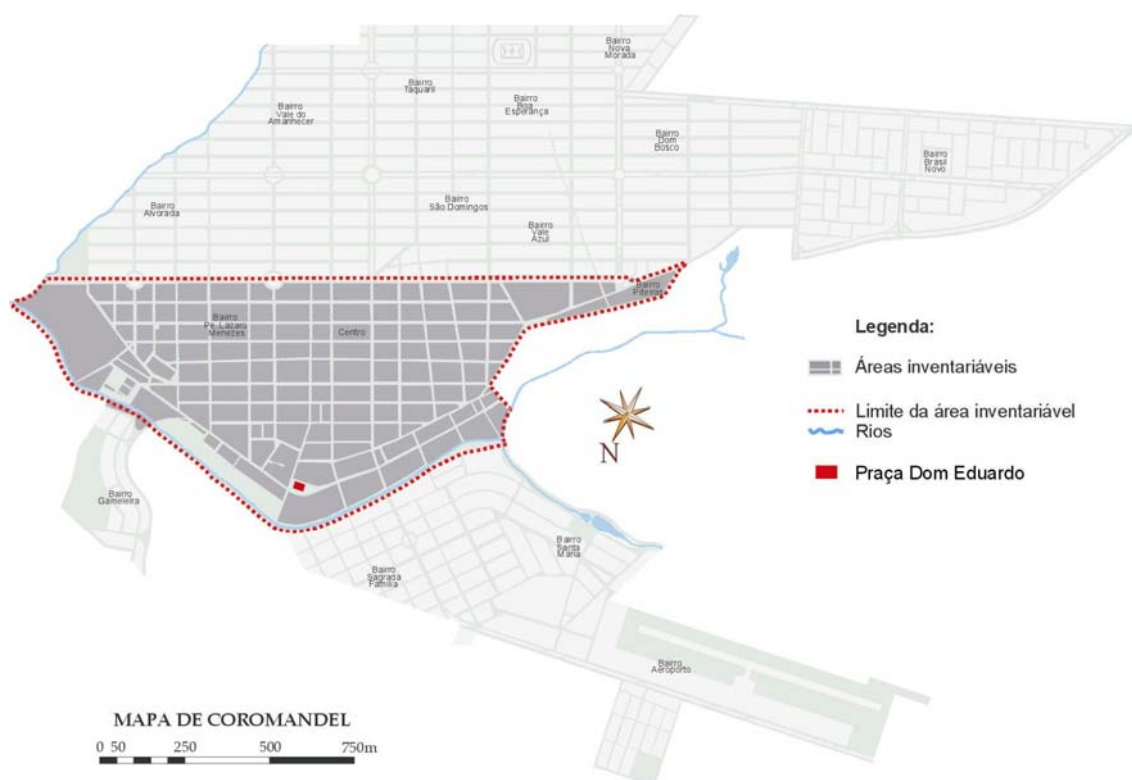 Bairro
Nova
Morada
Bairro
Taquaril
Bairro
Boa
Esperança
Bairro
Vale do
Amanhecer
Bairro
Dom
Bosco
Bairro
Brasil
Novo
Bairro
Alvorada
Bairro
São Domingos
Bairro
Vale
Azul
Bairro
Piteiras
Bairro
Pe. Lázaro
Menezes
Centro
Legenda:
Áreas inventariáveis
Limite da área inventariável
Rios
Praça Dom Eduardo
N
Bairro
Gameleira
Bairro
Santa
Maria
Bairro
Sagrada
Família
Bairro
Aeroporto
MAPA DE COROMANDEL
0 50 250 500 750m